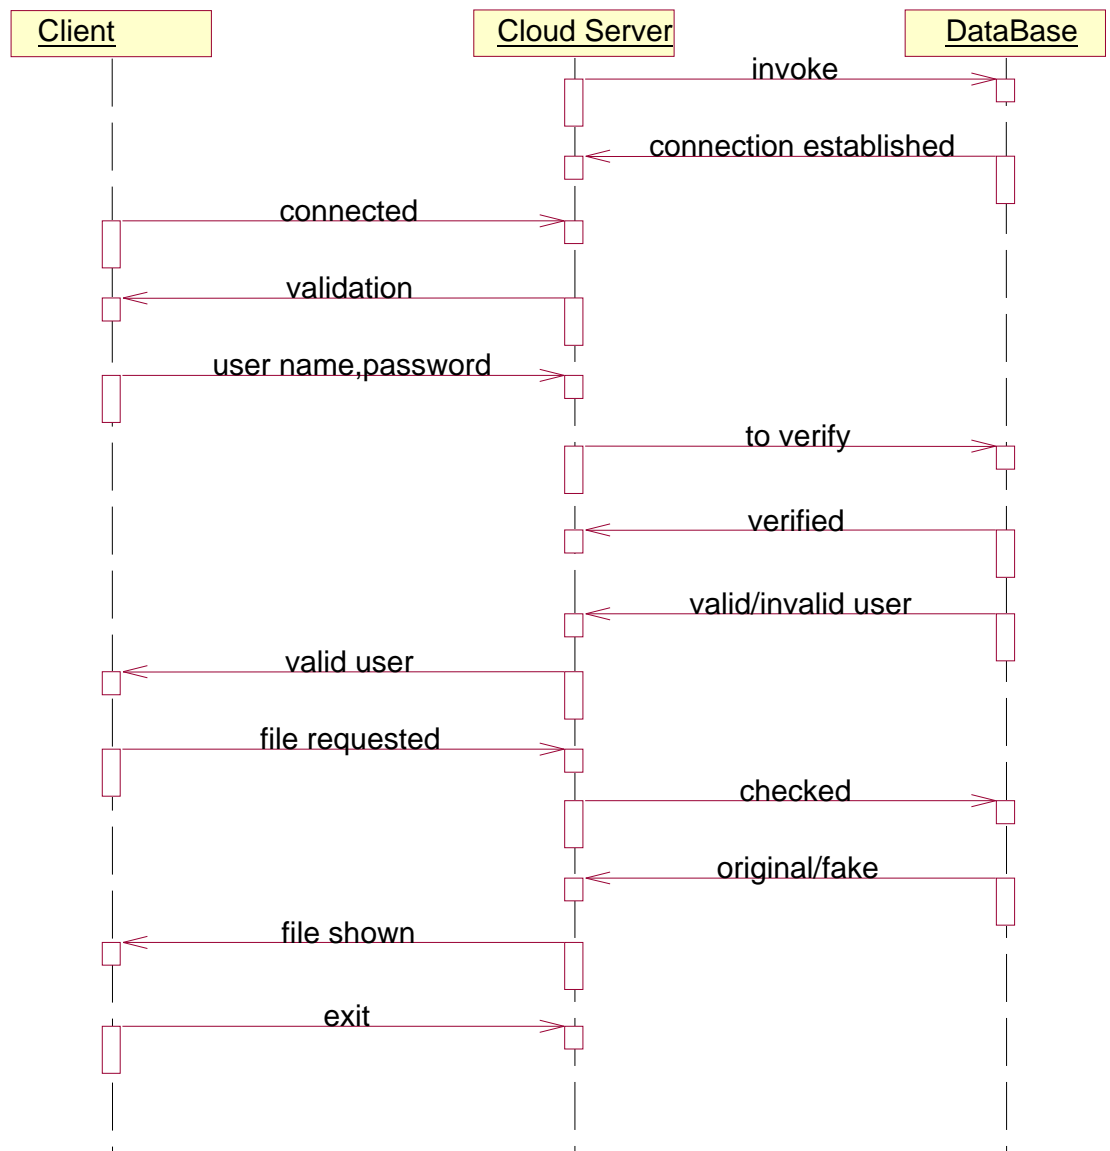 Client
Cloud Server
DataBase
invoke
connection established
connected
validation
user name,password
to verify
verified
valid/invalid user
valid user
file requested
checked
original/fake
file shown
exit